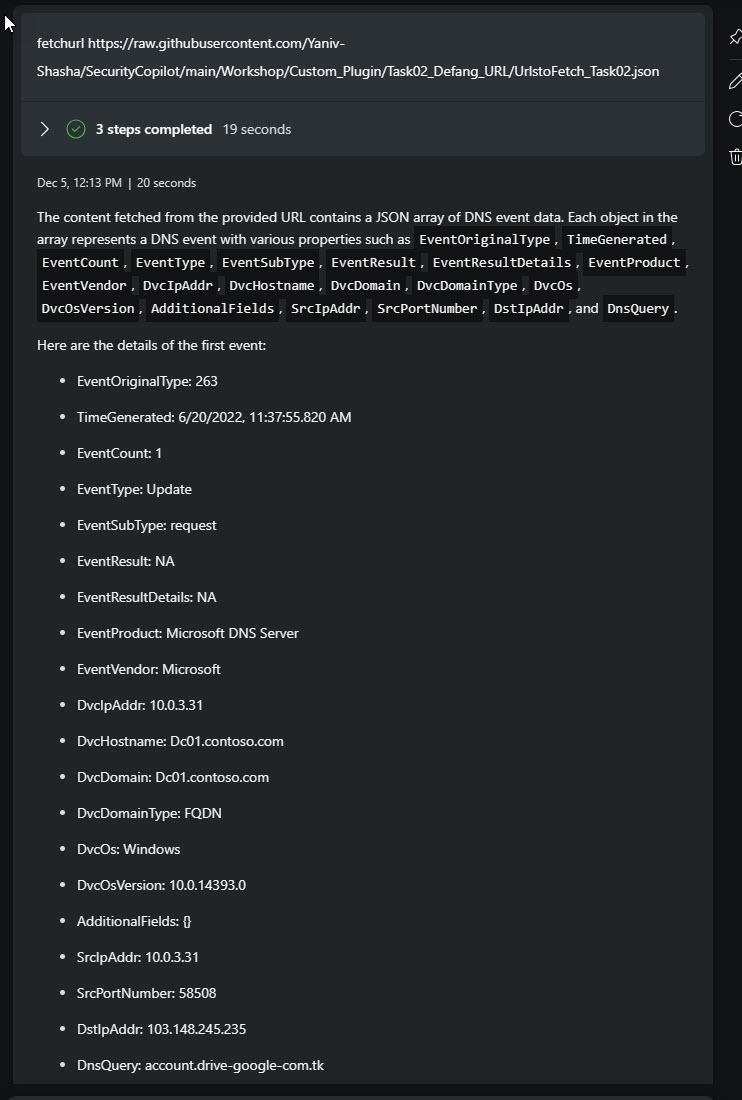 fetchurl https://raw.githubusercontent.com/Yaniv-
Shasha/SecurityCopilot/main/Workshop/Custom_Plugin/Task02_Defang_URL/UrlstoFetch_Task02.json
3 steps completed 19 seconds
Dec 5, 12:13 PM | 20 seconds
The content fetched from the provided URL contains a JSON array of DNS event data. Each object in the
array represents a DNS event with various properties such as EventOriginalType, TimeGenerated,
EventCount, EventType, EventSubType, EventResult, EventResultDetails, EventProduct,
EventVendor, DvcIpAddr, DvcHostname, DvcDomain, DvcDomainType, DvcOs,
DvcOsVersion, AdditionalFields, SrcIpAddr, SrcPortNumber, DstIpAddr, and DnsQuery.
Here are the details of the first event:
• EventOriginalType: 263
• TimeGenerated: 6/20/2022, 11:37:55.820 AM
• EventCount: 1
• EventType: Update
• EventSubType: request
• EventResult: NA
• EventResultDetails: NA
• EventProduct: Microsoft DNS Server
• EventVendor: Microsoft
• DvcIpAddr: 10.0.3.31
• DvcHostname: Dc01.contoso.com
• DvcDomain: Dc01.contoso.com
• DvcDomainType: FQDN
• DvcOs: Windows
• DvcOsVersion: 10.0.14393.0
• AdditionalFields: {}
• SrcIpAddr: 10.0.3.31
• SrcPortNumber: 58508
• DstIpAddr: 103.148.245.235
• DnsQuery: account.drive-google-com.tk